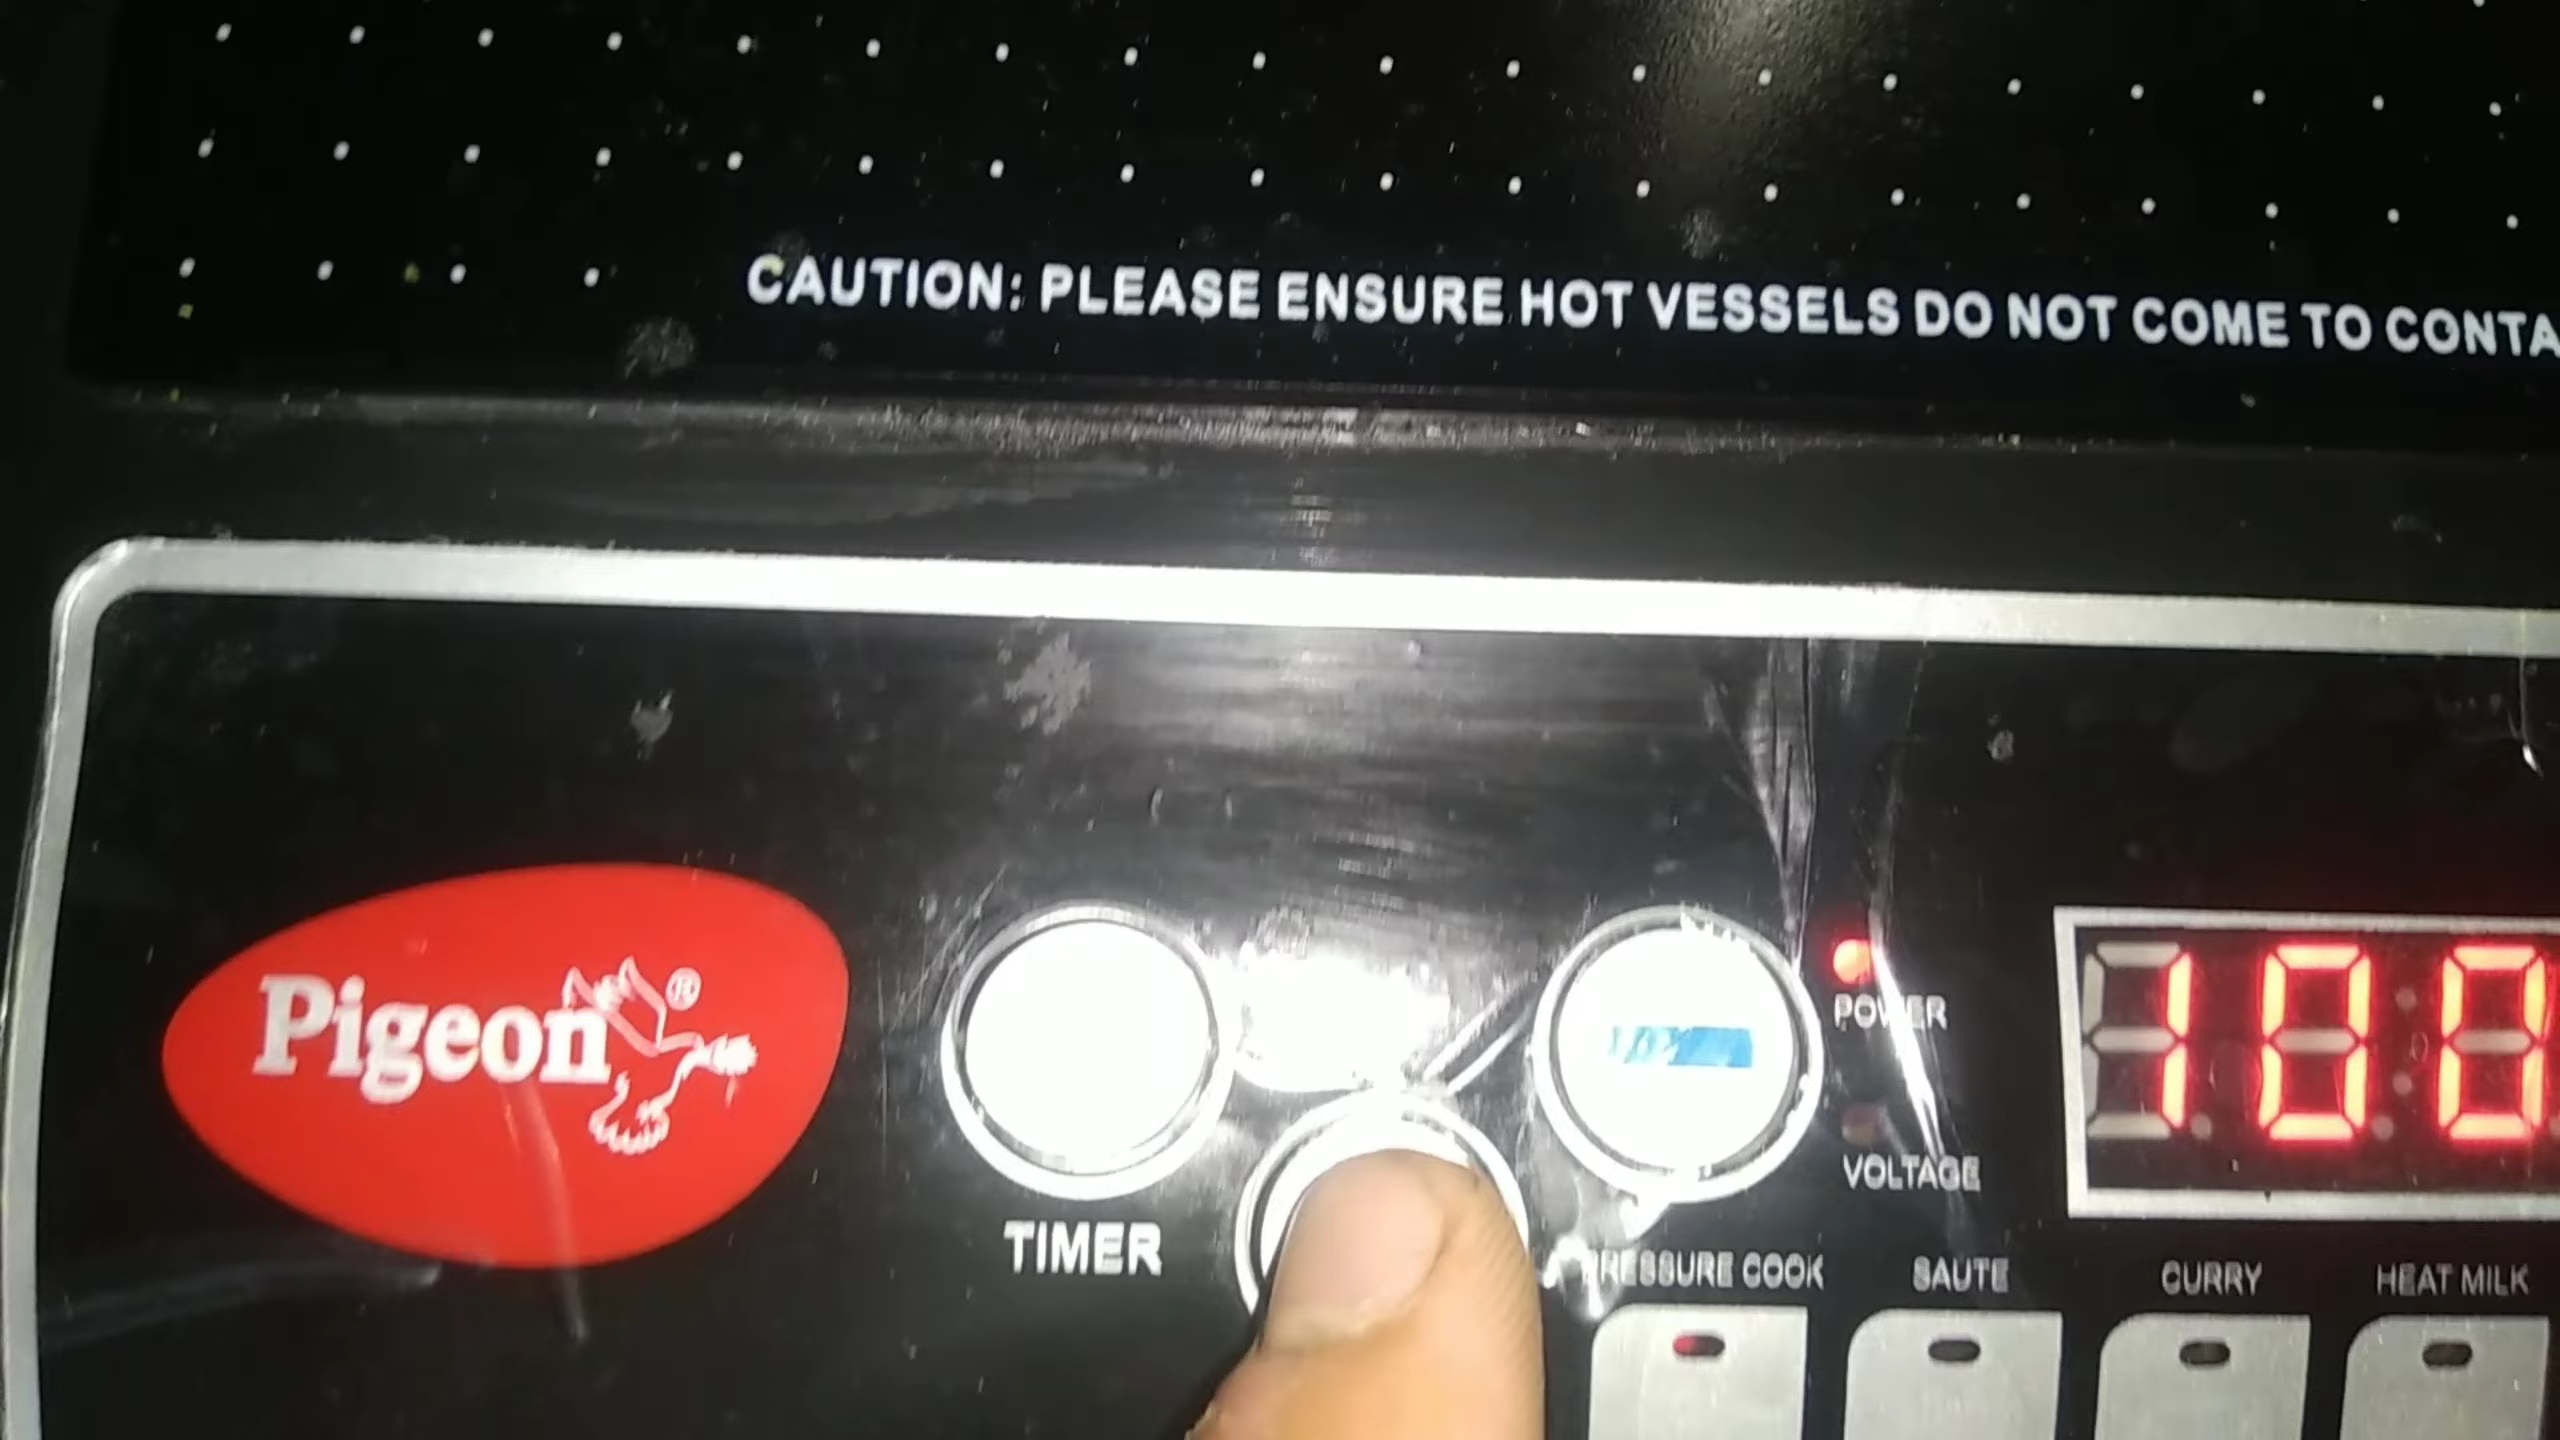 CAUTION: PLEASE ENSURE HOT VESSELS DO NOT COME TO CONTA
Pigeon®
TIMER
POWER
VOLTAGE
100
PRESSURE COOK
SAUTE
CURRY
HEAT MILK